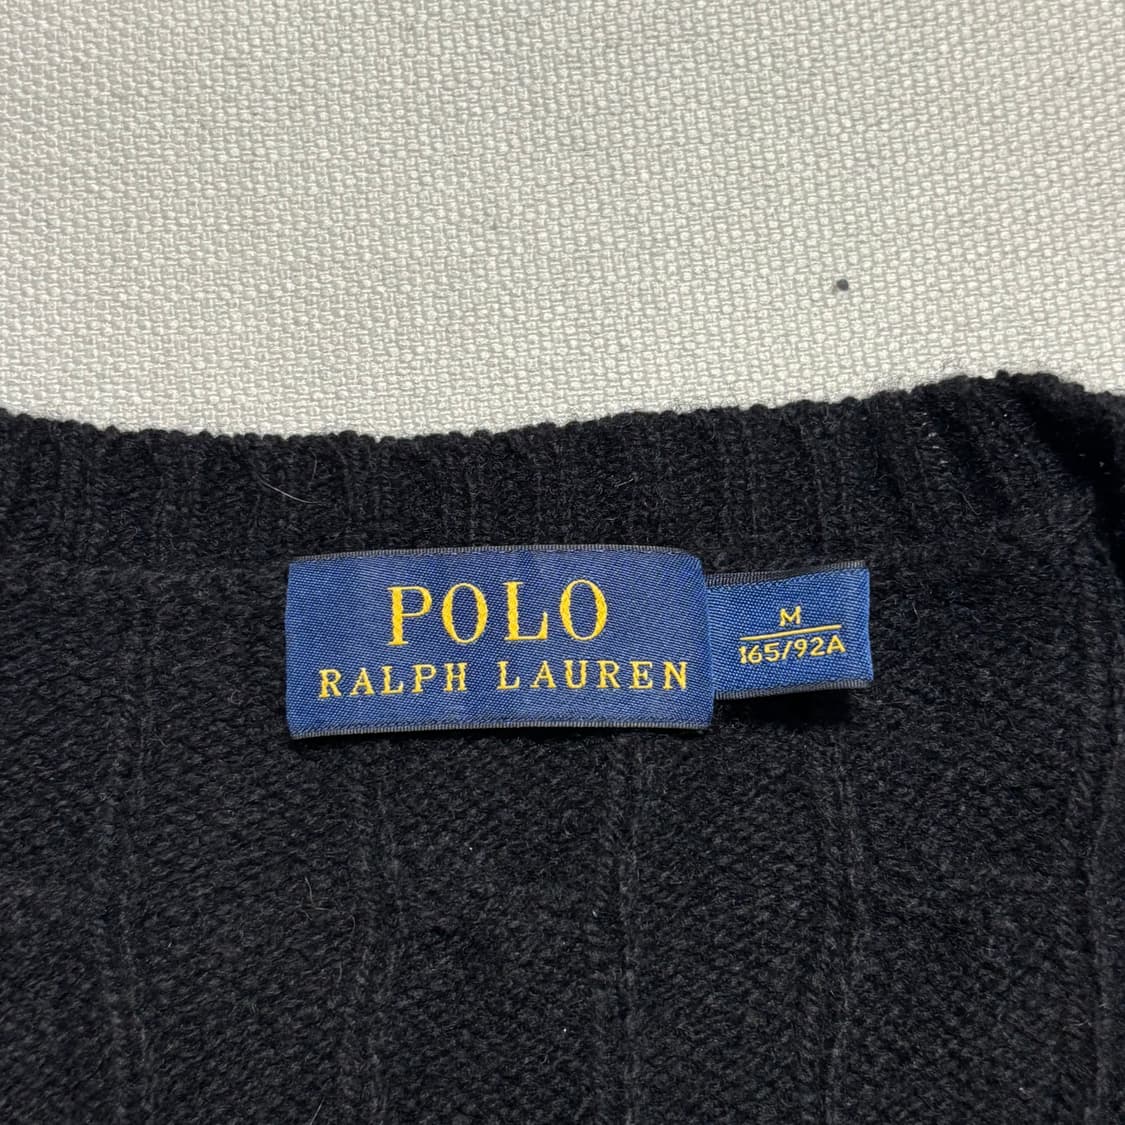 POLO
RALPH LAUREN
M
165/92A